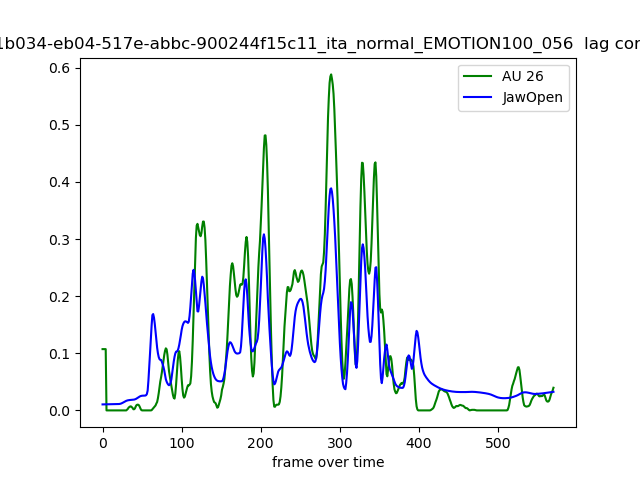 1b034-eb04-517e-abbc-900244f15c11_ita_normal_EMOTION100_056 lag cor
AU 26
JawOpen
0.6
0.5
0.4
0.3
0.2
0.1
0.0
0 100 200 300 400 500
frame over time